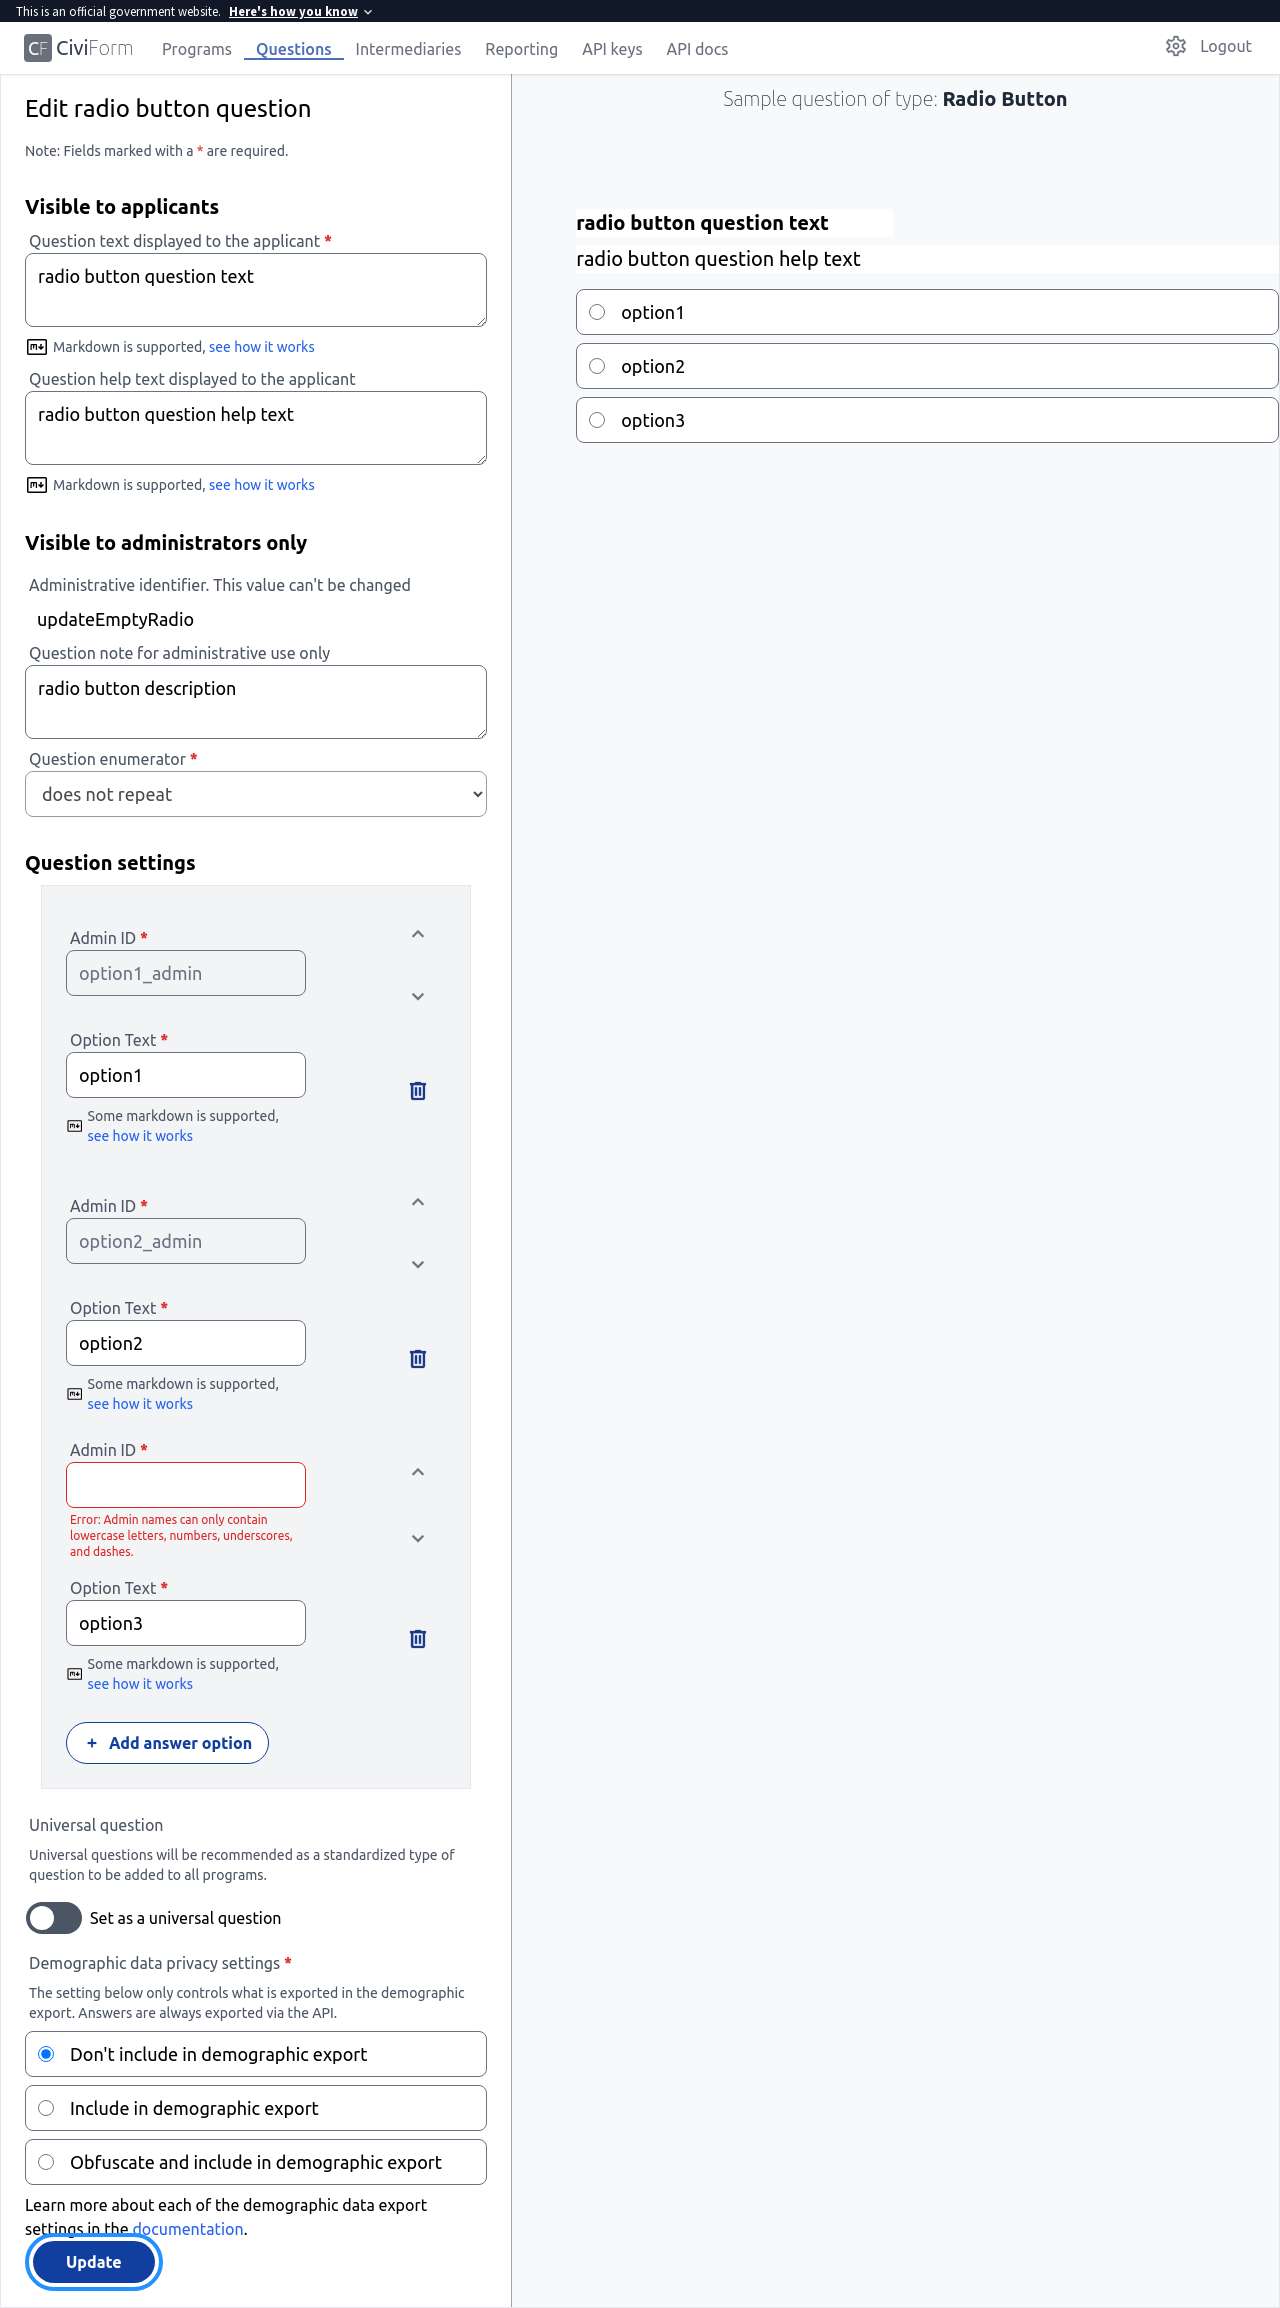 This is an official government website. Here's how you know
CF CiviForm Programs Questions Intermediaries Reporting API keys API docs Logout
Edit radio button question
Note: Fields marked with a * are required.
Visible to applicants
Question text displayed to the applicant *
radio button question text
Markdown is supported, see how it works
Question help text displayed to the applicant
radio button question help text
Markdown is supported, see how it works
Visible to administrators only
Administrative identifier. This value can't be changed
updateEmptyRadio
Question note for administrative use only
radio button description
Question enumerator *
does not repeat
Question settings
Admin ID *
option1_admin
Option Text *
option1
Some markdown is supported,
see how it works
Admin ID *
option2_admin
Option Text *
option2
Some markdown is supported,
see how it works
Admin ID *
Error: Admin names can only contain
lowercase letters, numbers, underscores,
and dashes.
Option Text *
option3
Some markdown is supported,
see how it works
+ Add answer option
Universal question
Universal questions will be recommended as a standardized type of
question to be added to all programs.
Set as a universal question
Demographic data privacy settings *
The setting below only controls what is exported in the demographic
export. Answers are always exported via the API.
Don't include in demographic export
Include in demographic export
Obfuscate and include in demographic export
Learn more about each of the demographic data export
settings in the documentation.
Update
Sample question of type: Radio Button
radio button question text
radio button question help text
option1
option2
option3